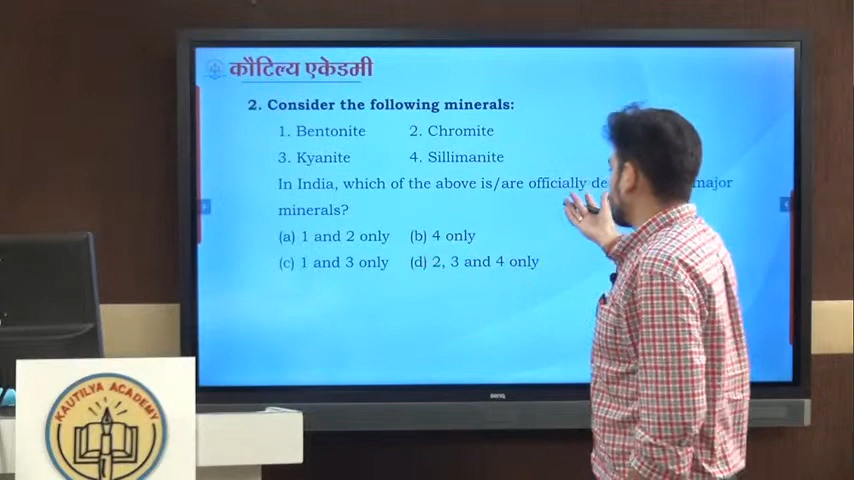 कौटिल्य एकेडमी
2. Consider the following minerals:
1. Bentonite 2. Chromite
3. Kyanite 4. Sillimanite
In India, which of the above is/are officially de major
minerals?
(a) 1 and 2 only (b) 4 only
(c) 1 and 3 only (d) 2, 3 and 4 only
BENQ
KAUTILYA ACADEMY